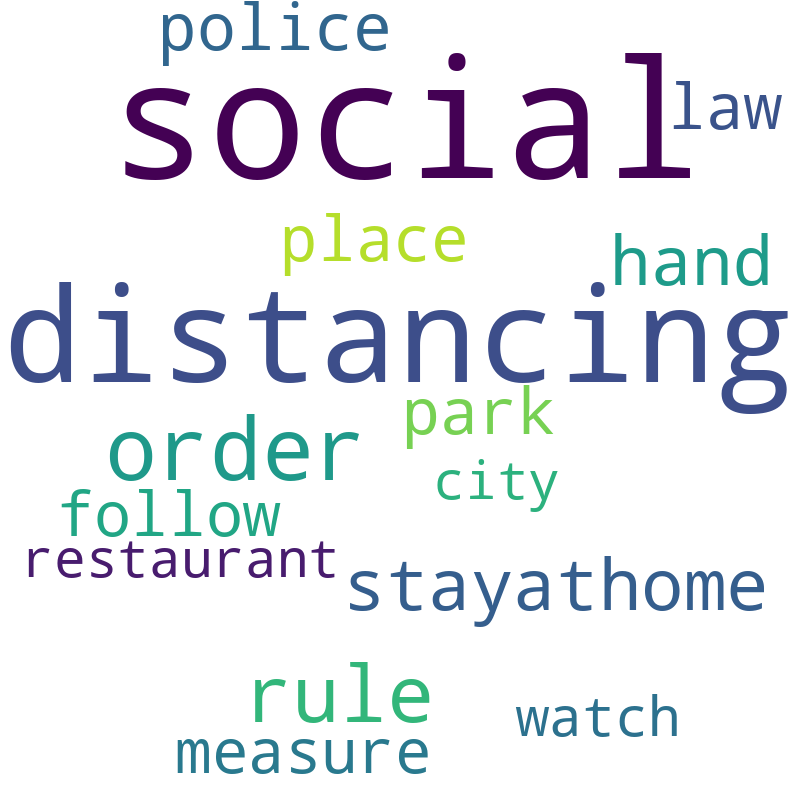 police
social
law
place
hand
distancing
park
order
city
follow
restaurant
stayathome
rule
watch
measure